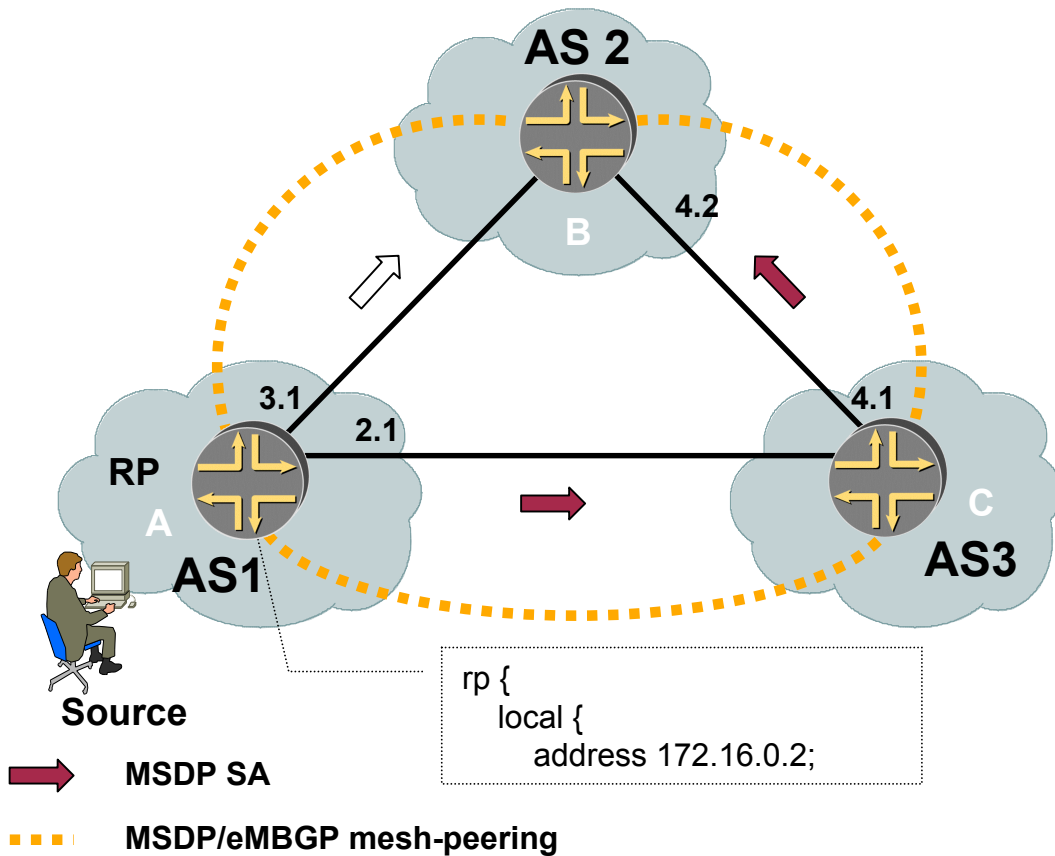 AS 2
B
4.2
3.1
2.1
4.1
RP
A
AS1
C
AS3
Source
rp {
local {
address 172.16.0.2;
MSDP SA
MSDP/eMBGP mesh-peering